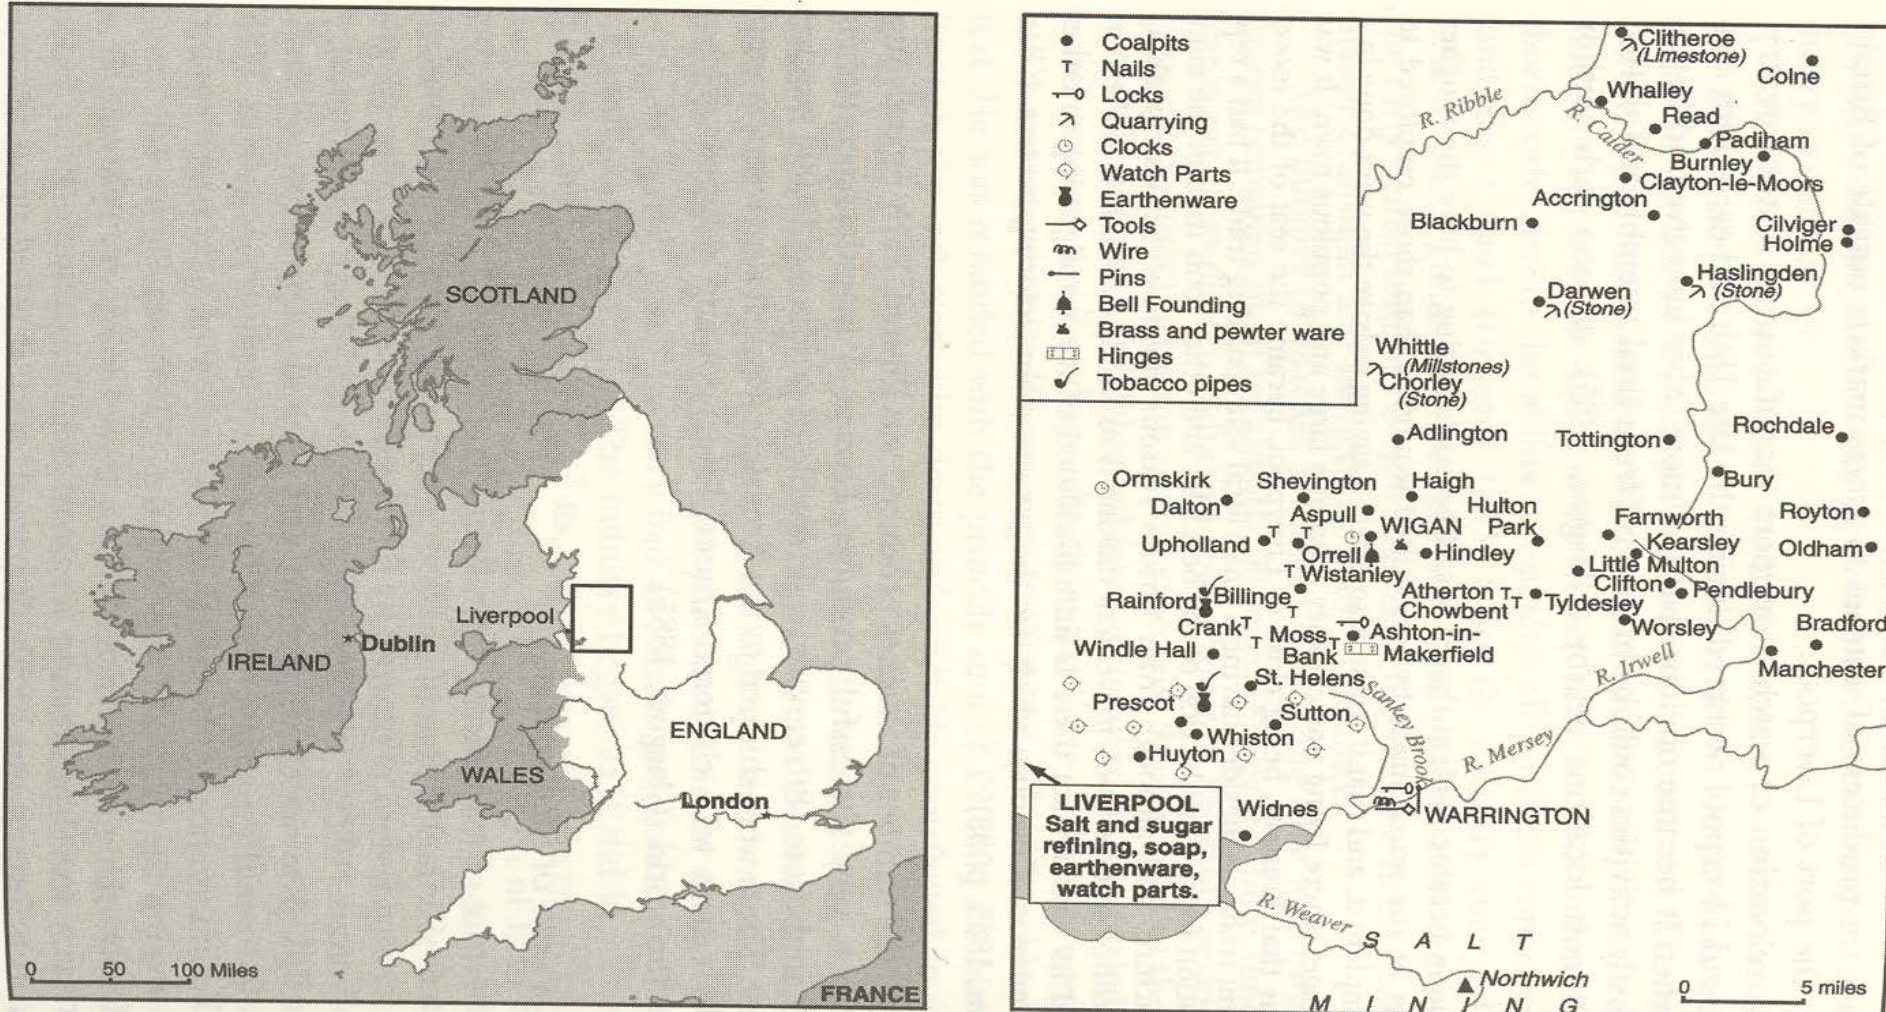 SCOTLAND
Liverpool
Dublin
IRELAND
ENGLAND
WALES
London
0 50 100 Miles
FRANCE
Coalpits
T Nails
Locks
Quarrying
Clocks
Watch Parts
Earthenware
Tools
Wire
Pins
Bell Founding
Brass and pewter ware
Hinges
Tobacco pipes
Clitheroe
(Limestone)
Colne
Whalley
R. Ribble
R. Calder
Read
Padiham
Burnley
Clayton-le-Moors
Accrington
Blackburn
Cilviger
Holme
Haslingden
(Stone)
Darwen
(Stone)
Whittle
(Millstones)
Chorley
(Stone)
Adlington
Tottington
Rochdale
Bury
Ormskirk
Dalton
Shevington
Haigh
Aspull
Hulton
Park
WIGAN
Farnworth
Royton
Kearsley
Oldham
Upholland
T
T
Orrell
Hindley
Little Multon
T
Wistanley
Clifton
Pendlebury
Rainford
Billinge
T
Atherton
T
T
Chowbent
Tyldesley
Worsley
Bradford
Manchester
Crank
T
T
Moss
Bank
T
Ashton-in-
Makerfield
Windle Hall
R. Irwell
St. Helens
Sankey Brook
Prescot
Sutton
Whiston
Huyton
R. Mersey
LIVERPOOL
Salt and sugar
refining, soap,
earthenware,
watch parts.
Widnes
WARRINGTON
R. Weaver
SALT
Northwich
MINING
0 5 miles